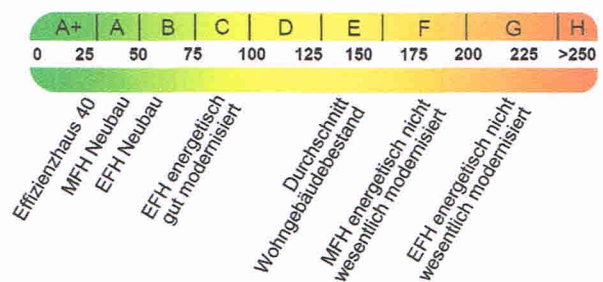 A+ A B C D E F G H
0 25 50 75 100 125 150 175 200 225 >250
Effizienzhaus 40
MFH Neubau
EFH Neubau
EFH energetisch
gut modernisiert
Durchschnitt
Wohngebäudebestand
MFH energetisch nicht
wesentlich modernisiert
EFH energetisch nicht
wesentlich modernisiert